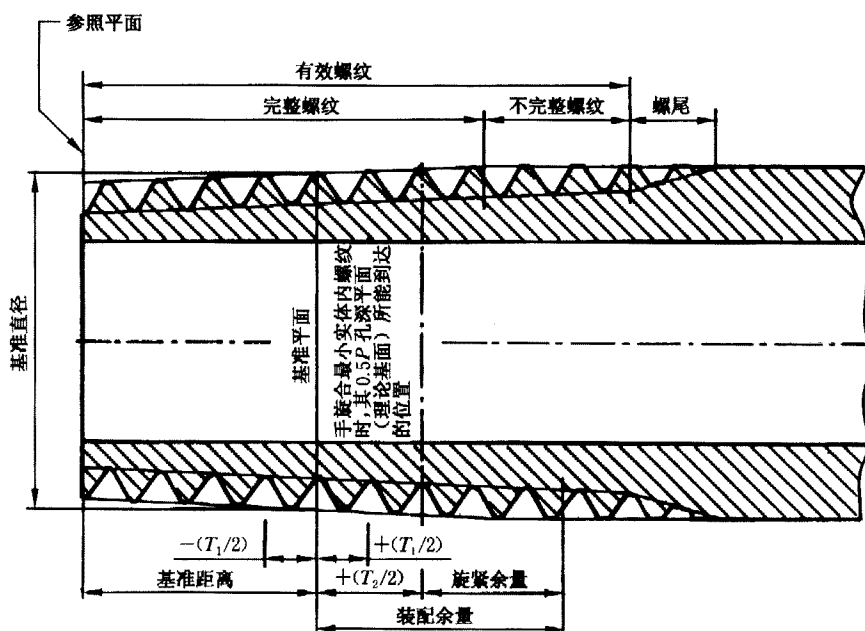 参照平面
有效螺纹
完整螺纹
不完整螺纹
螺尾
基准直径
基准平面
手旋合最小实体内螺纹
时,其0.5P孔深平面
(理论基面)所能到达
的位置
-(T₁/2)
+(T₁/2)
+(T₂/2)
基准距离
旋紧余量
装配余量